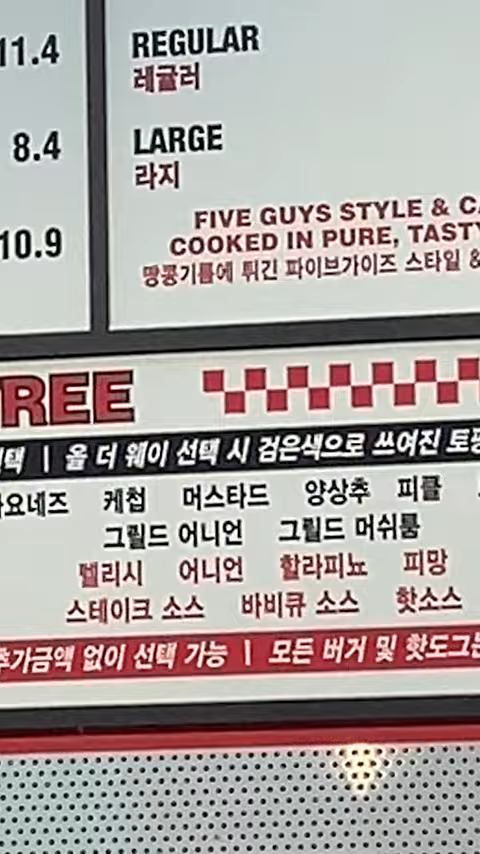 11.4
REGULAR
레귤러
8.4
LARGE
라지
10.9
FIVE GUYS STYLE &
COOKED IN PURE, TASTY
땅콩기름에 튀긴 파이브가이즈 스타일 &
REE
택 | 올 더 웨이 선택 시 검은색으로 쓰여진
요네즈 케첩 머스타드 양상추 피클
그릴드 어니언 그릴드 머쉬룸
렐리시 어니언 할라피뇨 피망
스테이크 소스 바비큐 소스 핫소스
추가금액 없이 선택 가능 | 모든 버거 및 핫도그는